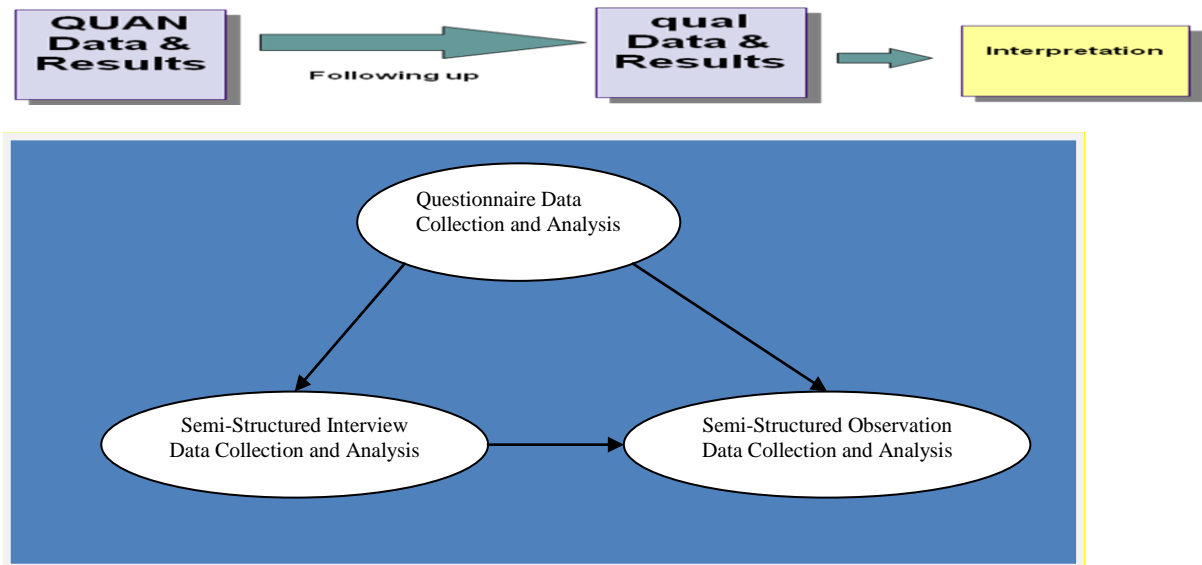 QUAN
Data &
Results
Following up
qual
Data &
Results
Interpretation
Questionnaire Data
Collection and Analysis
Semi-Structured Interview
Data Collection and Analysis
Semi-Structured Observation
Data Collection and Analysis